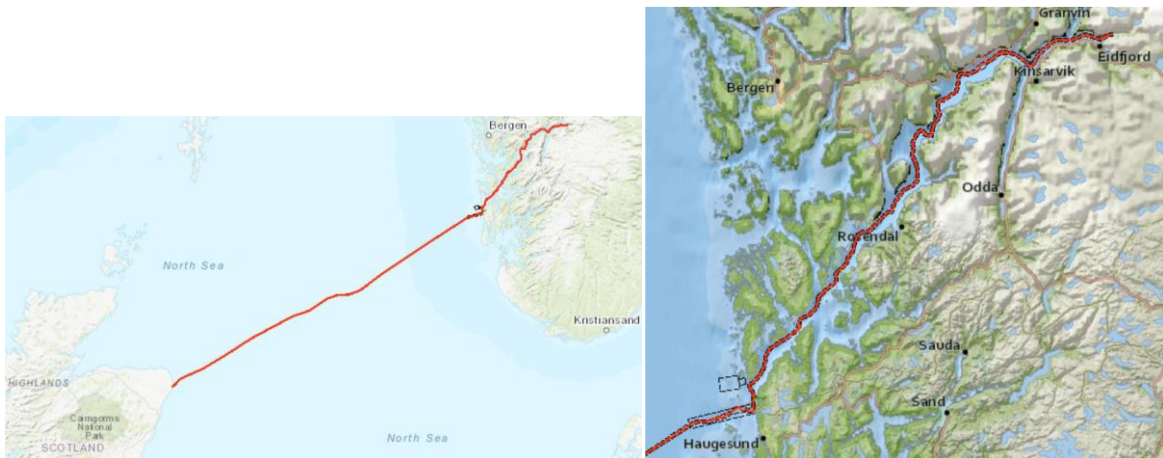 Bergen
North Sea
Kristiansand
HIGHLANDS
Cairngorms
National
Park
SCOTLAND
North Sea
Granvin
Eidfjord
Kinsarvik
Bergen
Odda
Rosendal
Sauda
Sand
Haugesund